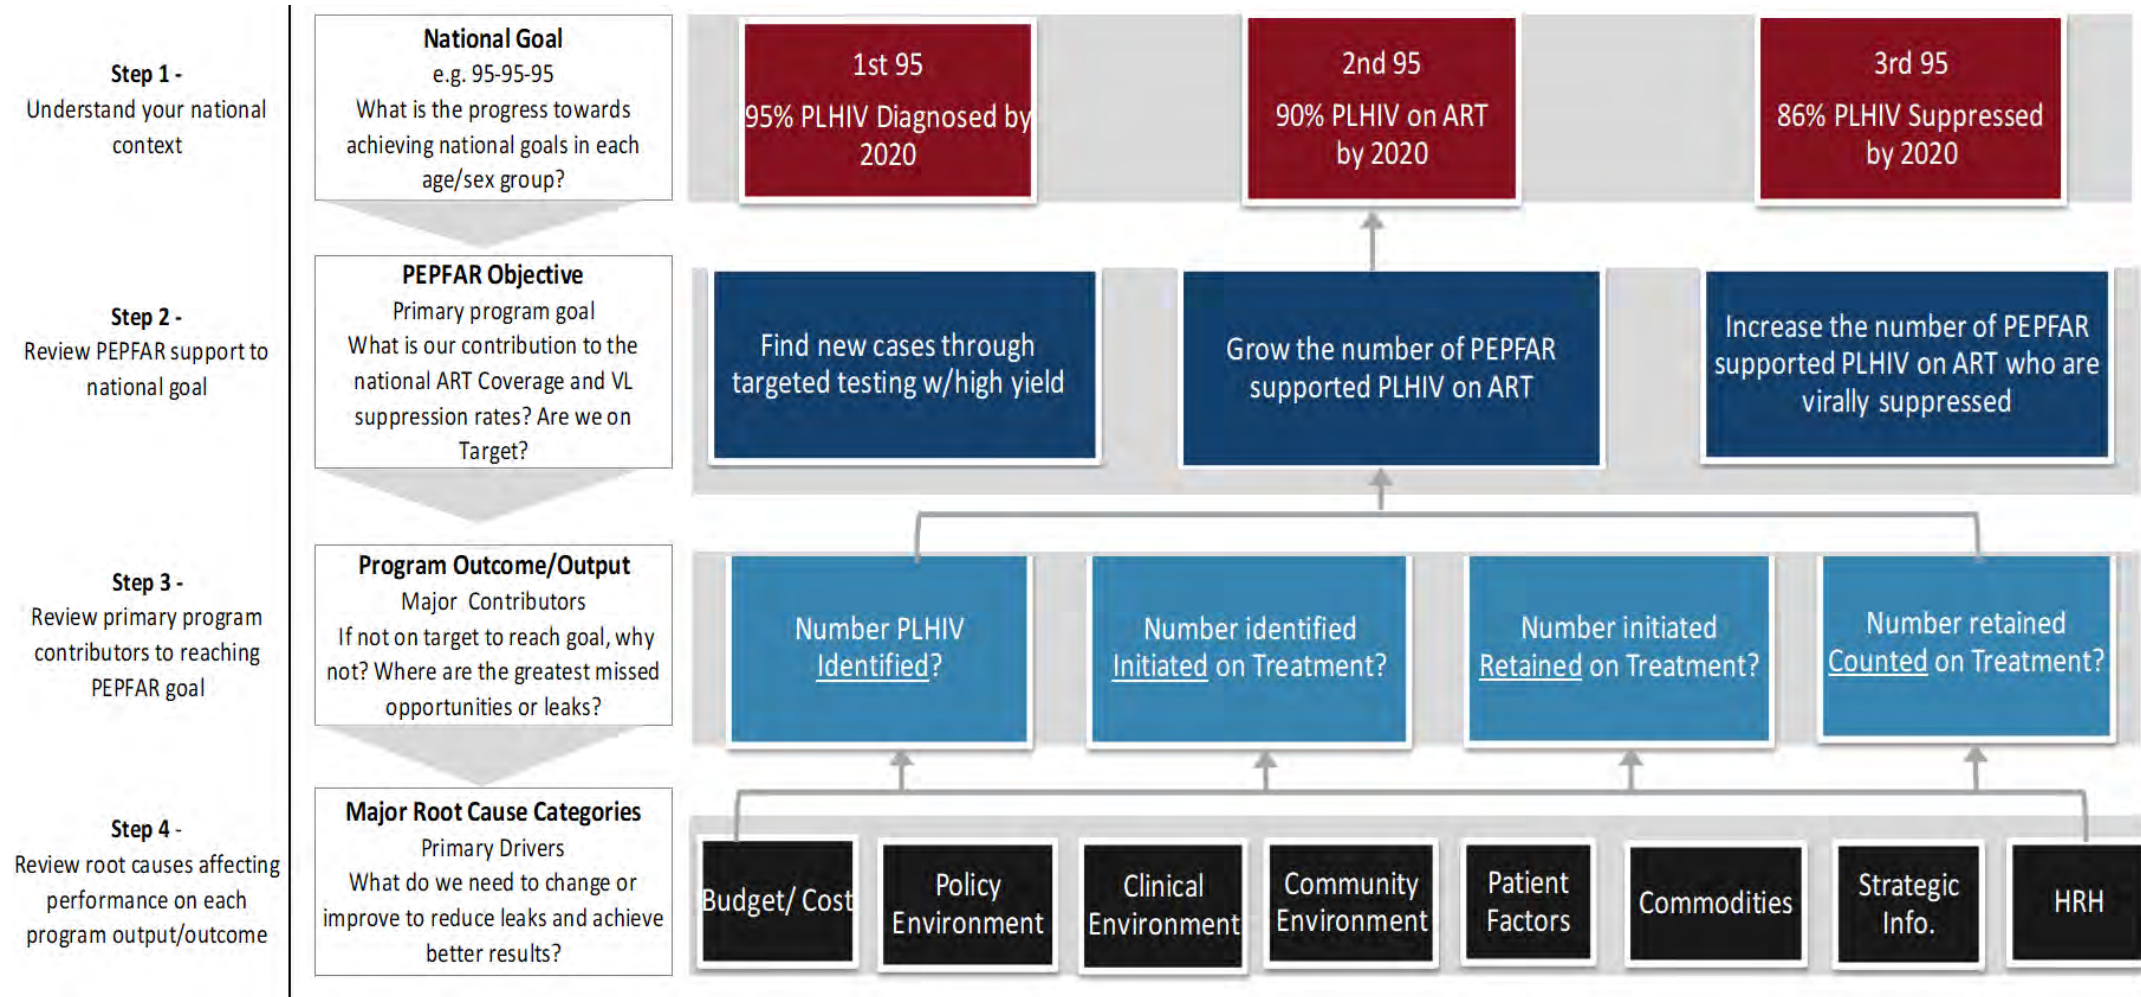 Step 1 -
Understand your national
context
National Goal
e.g. 95-95-95
What is the progress towards
achieving national goals in each
age/sex group?
1st 95
95% PLHIV Diagnosed by
2020
2nd 95
90% PLHIV on ART
by 2020
3rd 95
86% PLHIV Suppressed
by 2020
Step 2 -
Review PEPFAR support to
national goal
PEPFAR Objective
Primary program goal
What is our contribution to the
national ART Coverage and VL
suppression rates? Are we on
Target?
Find new cases through
targeted testing w/high yield
Grow the number of PEPFAR
supported PLHIV on ART
Increase the number of PEPFAR
supported PLHIV on ART who are
virally suppressed
Step 3 -
Review primary program
contributors to reaching
PEPFAR goal
Program Outcome/Output
Major Contributors
If not on target to reach goal, why
not? Where are the greatest missed
opportunities or leaks?
Number PLHIV
Identified?
Number identified
Initiated on Treatment?
Number initiated
Retained on Treatment?
Number retained
Counted on Treatment?
Step 4 -
Review root causes affecting
performance on each
program output/outcome
Major Root Cause Categories
Primary Drivers
What do we need to change or
improve to reduce leaks and achieve
better results?
Budget/ Cost
Policy
Environment
Clinical
Environment
Community
Environment
Patient
Factors
Commodities
Strategic
Info.
HRH